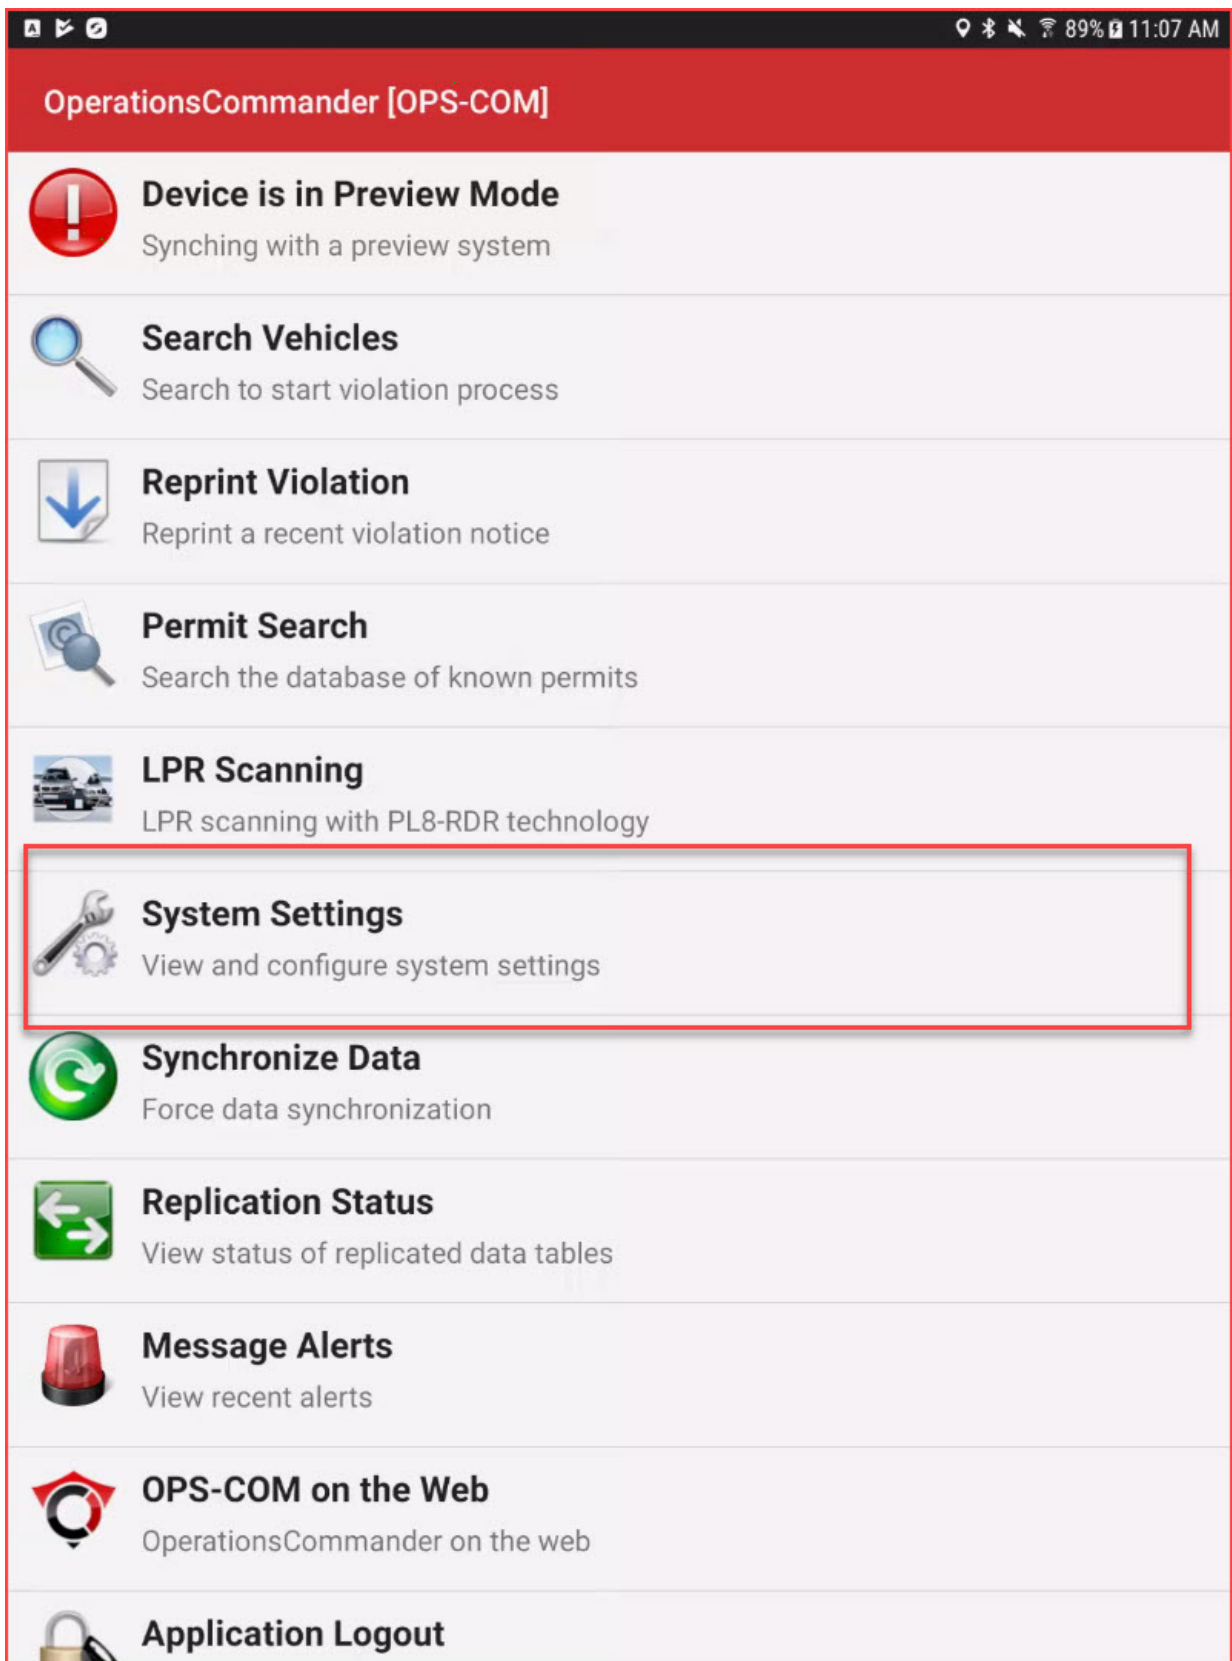 89% 11:07 AM
OperationsCommander [OPS-COM]
Device is in Preview Mode
Synching with a preview system
Search Vehicles
Search to start violation process
Reprint Violation
Reprint a recent violation notice
Permit Search
Search the database of known permits
LPR Scanning
LPR scanning with PL8-RDR technology
System Settings
View and configure system settings
Synchronize Data
Force data synchronization
Replication Status
View status of replicated data tables
Message Alerts
View recent alerts
OPS-COM on the Web
OperationsCommander on the web
Application Logout